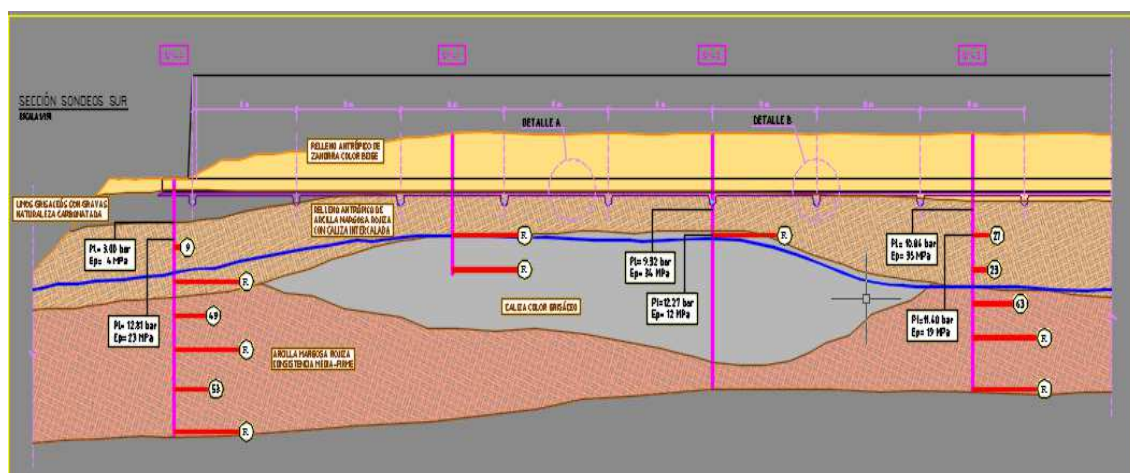 SECCIÓN SONDEOS SUR
DETALLE A
DETALLE B
RELLENO ANTRÓPICO DE
ZAHORRA COLOR BEIGE
LIMOS GRISACEOS CON GRAVAS
NATURALEZA CARBONATADA
RELLENO ANTRÓPICO DE
ARCILLA MARGOSA ROJIZA
CON CALIZA INTERCALADA
PL= 3.00 bar
Ep= 4 MPa
9
R
PL= 12.81 bar
Ep= 23 MPa
49
R
53
R
ARCILLA MARGOSA ROJIZA
CONSISTENCIA MEDIA-FIRME
R
R
CALIZA COLOR GRISÁCEO
PL=9.32 bar
Ep= 34 MPa
PL=12.27 bar
Ep= 12 MPa
R
PL= 10.84 bar
Ep= 35 MPa
PL=11.40 bar
Ep= 19 MPa
27
23
63
R
R